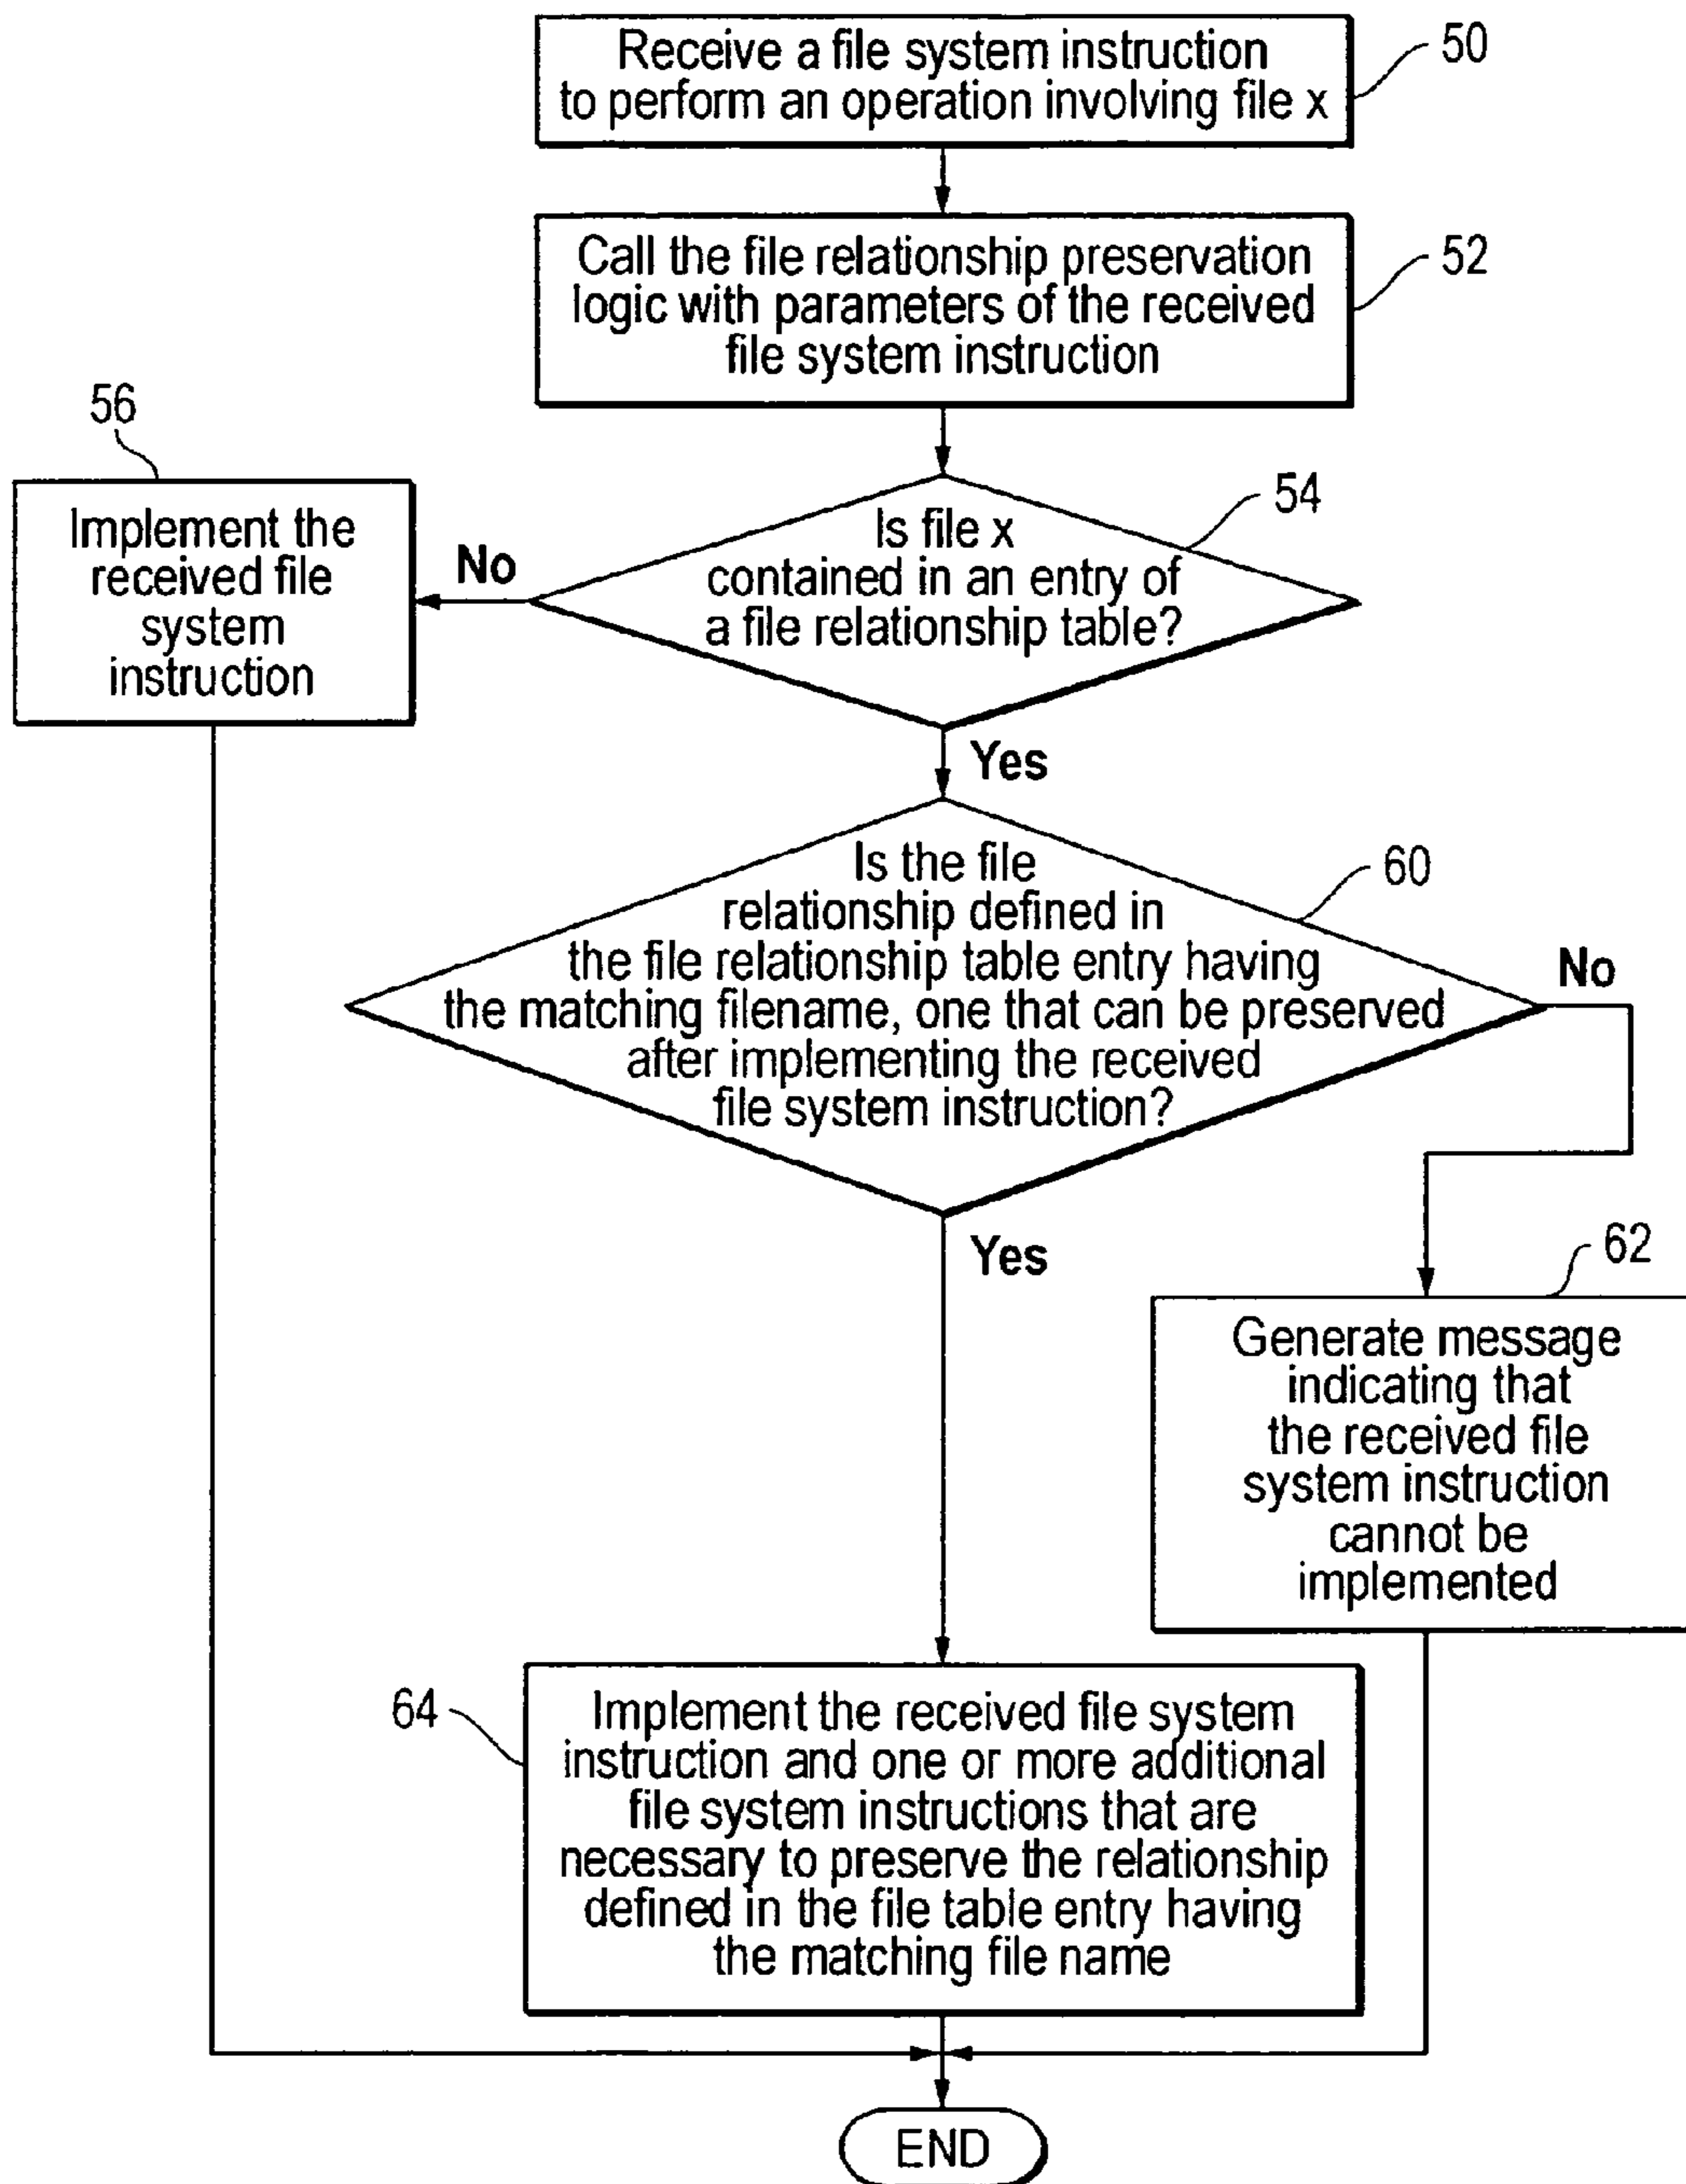 Receive a file system instruction
to perform an operation involving file x
50
Call the file relationship preservation
logic with parameters of the received
file system instruction
52
56
Implement the
received file
system
instruction
No
Is file x
contained in an entry of
a file relationship table?
54
Yes
Is the file
relationship defined in
the file relationship table entry having
the matching filename, one that can be preserved
after implementing the received
file system instruction?
60
No
Yes
62
Generate message
indicating that
the received file
system instruction
cannot be
implemented
64
Implement the received file system
instruction and one or more additional
file system instructions that are
necessary to preserve the relationship
defined in the file table entry having
the matching file name
END